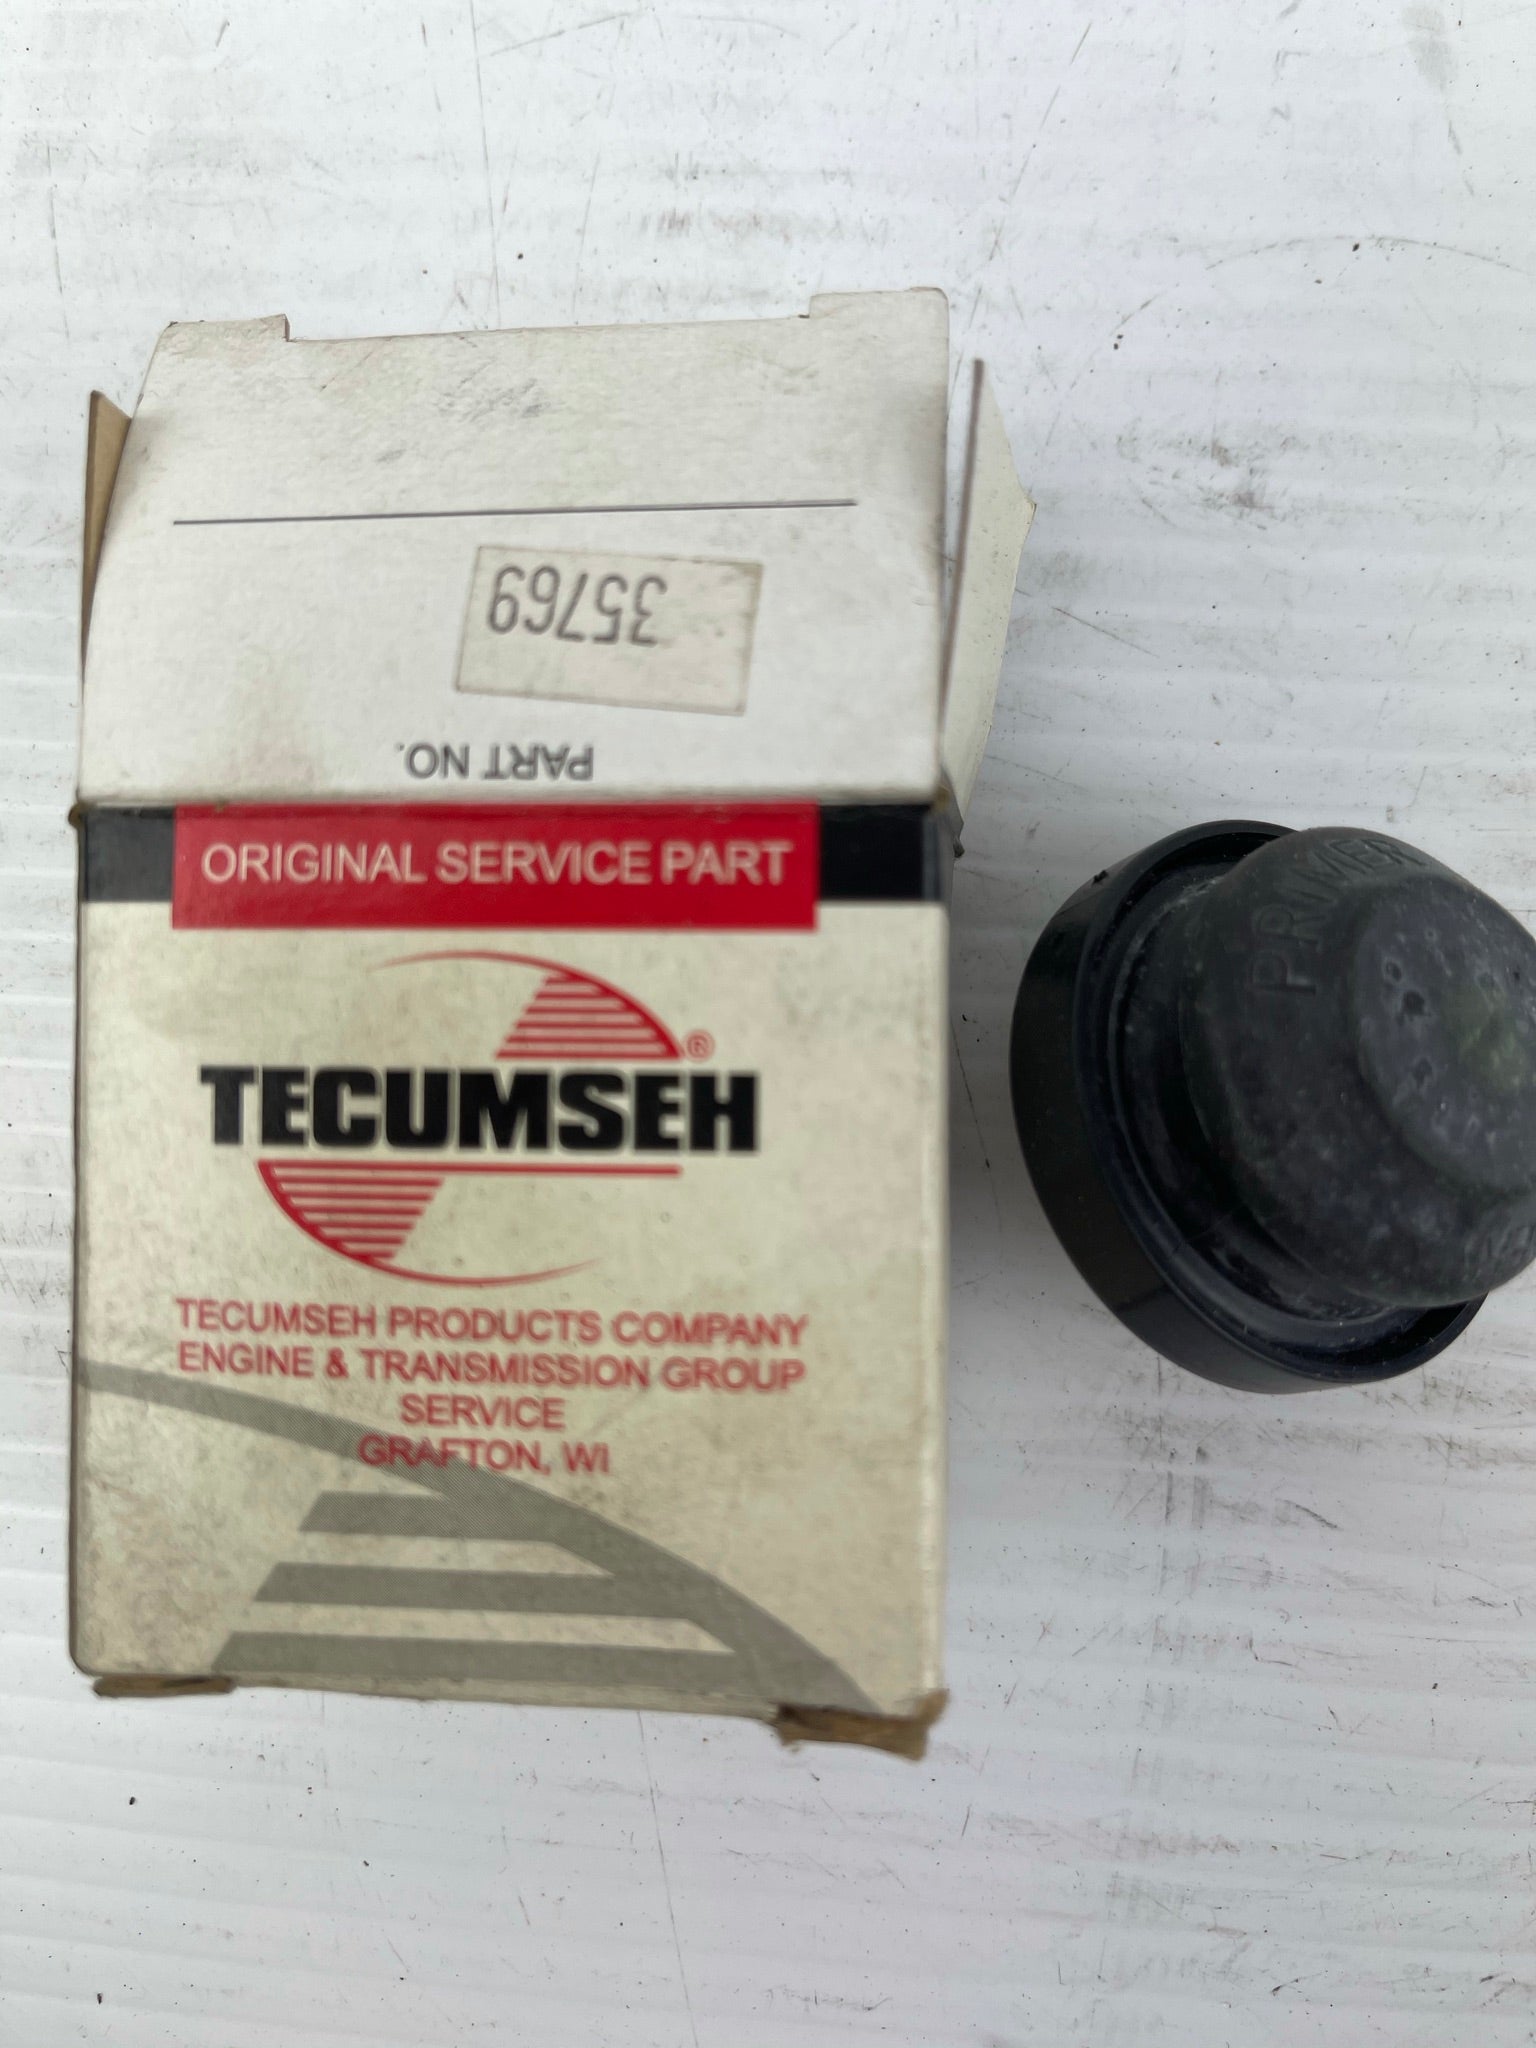 35769
PART NO.
ORIGINAL SERVICE PART
TECUMSEH®
TECUMSEH PRODUCTS COMPANY
ENGINE & TRANSMISSION GROUP
SERVICE
GRAFTON, WI
PRIMER